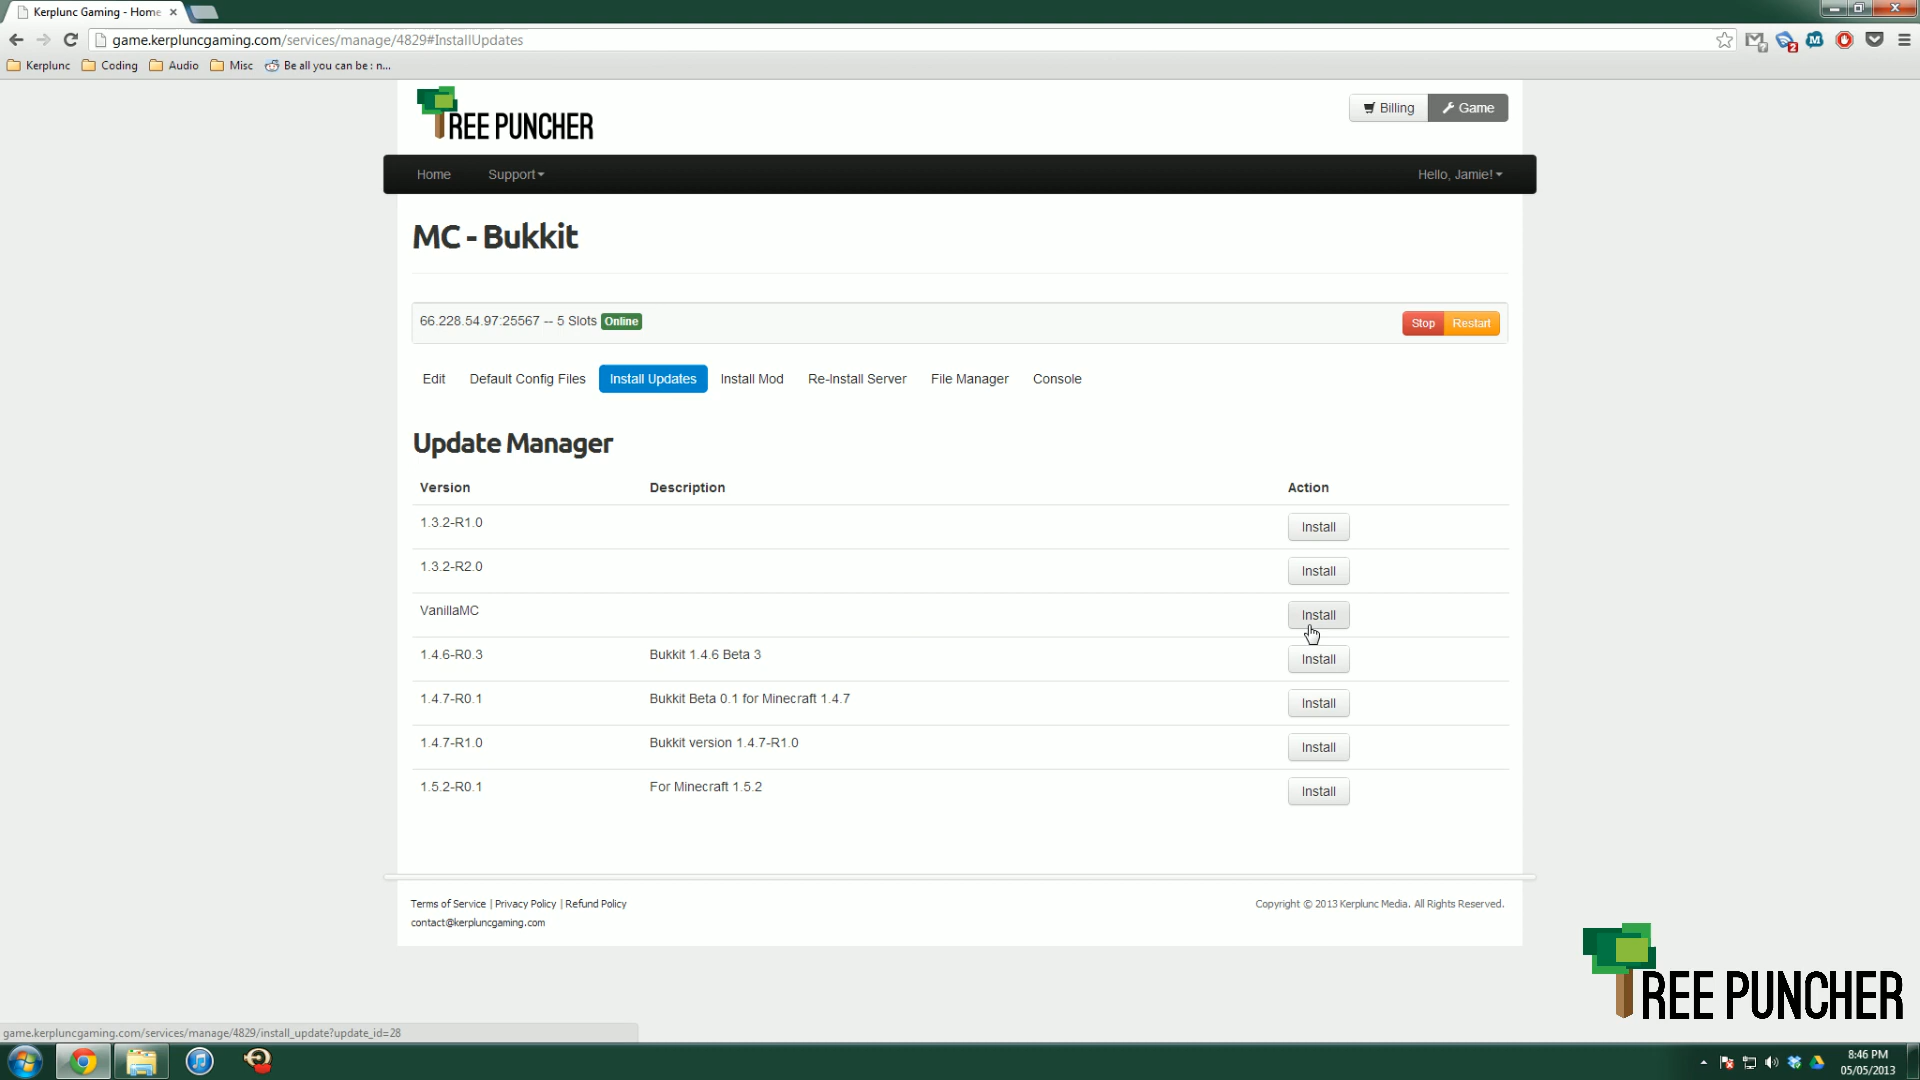 Kerplunc Gaming - Home
game.kerpluncgaming.com/services/manage/4829#InstallUpdates
Kerplunc Coding Audio Misc Be all you can be : n...
REE PUNCHER
Billing Game
Home Support Hello, Jamie!
MC - Bukkit
66.228.54.97:25567 -- 5 Slots Online Stop Restart
Edit Default Config Files Install Updates Install Mod Re-Install Server File Manager Console
Update Manager
Version Description Action
1.3.2-R1.0 Install
1.3.2-R2.0 Install
VanillaMC Install
1.4.6-R0.3 Bukkit 1.4.6 Beta 3 Install
1.4.7-R0.1 Bukkit Beta 0.1 for Minecraft 1.4.7 Install
1.4.7-R1.0 Bukkit version 1.4.7-R1.0 Install
1.5.2-R0.1 For Minecraft 1.5.2 Install
Terms of Service | Privacy Policy | Refund Policy Copyright © 2013 Kerplunc Media. All Rights Reserved.
contact@kerpluncgaming.com
REE PUNCHER
game.kerpluncgaming.com/services/manage/4829/install_update?update_id=28
8:46 PM
05/05/2013